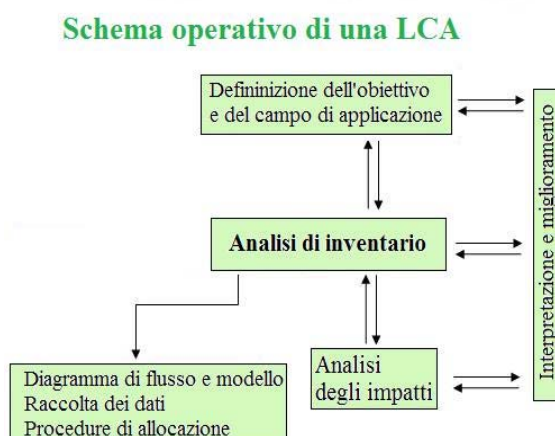 Schema operativo di una LCA
Defininizione dell'obiettivo
e del campo di applicazione
Analisi di inventario
Interpretazione e miglioramento
Analisi
degli impatti
Diagramma di flusso e modello
Raccolta dei dati
Procedure di allocazione